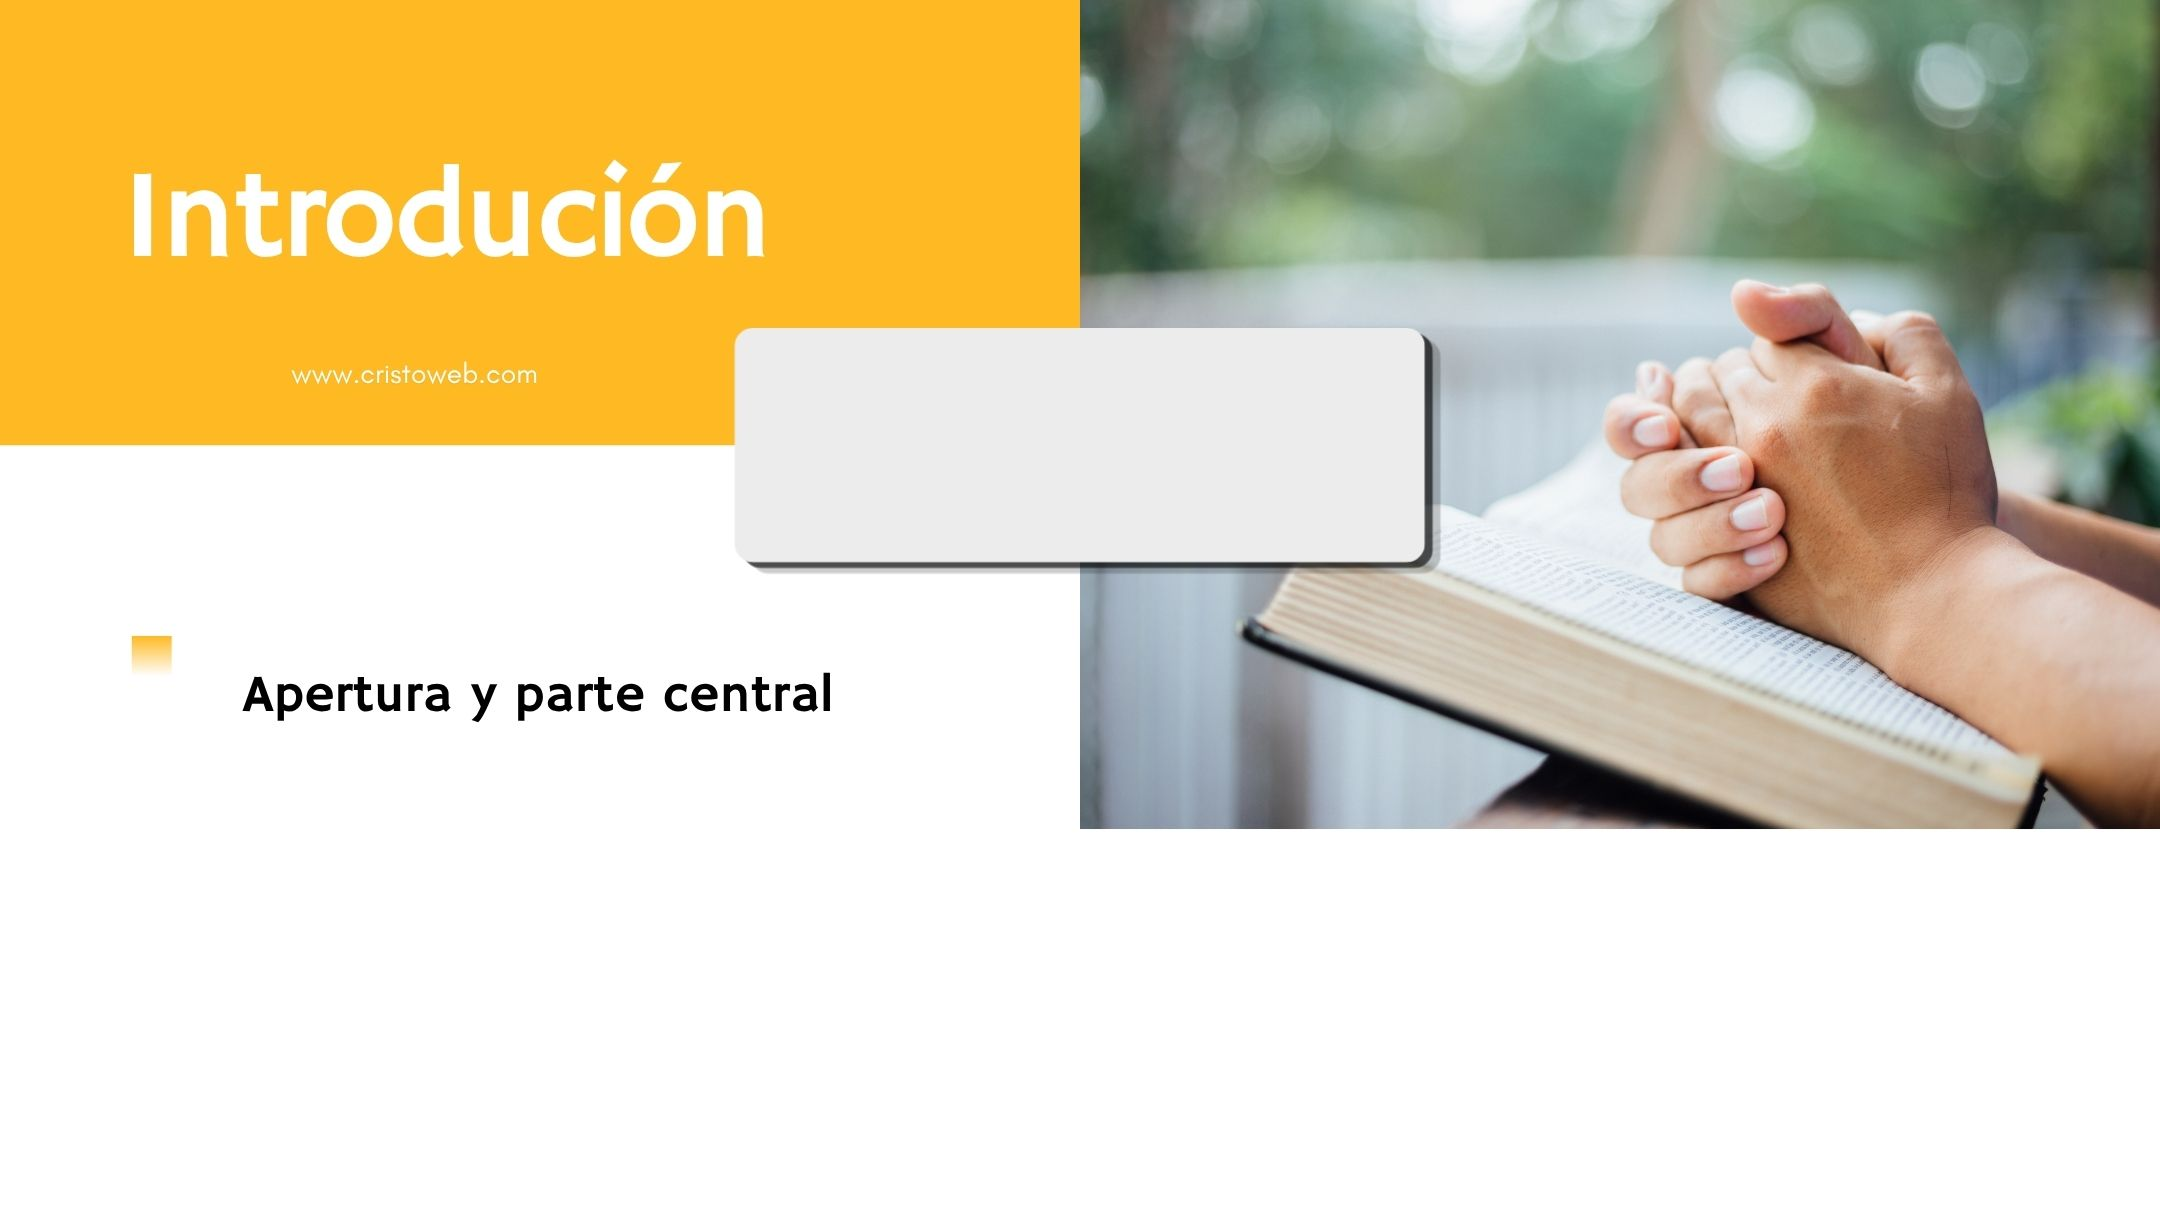 Introdución
www.cristoweb.com
Apertura y parte central